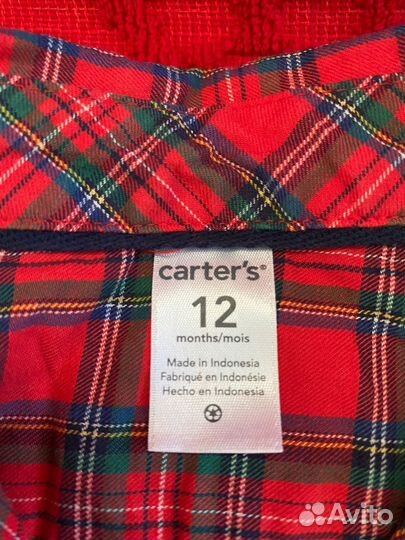 carter's®
12
months/mois
Made in Indonesia
Fabriqué en Indonésie
Hecho en Indonesia
Avito